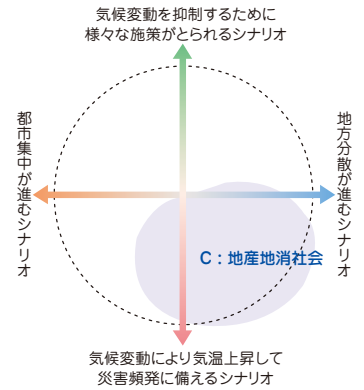 気候変動を抑制するために
様々な施策がとられるシナリオ
都市集中が進むシナリオ
地方分散が進むシナリオ
C：地産地消社会
気候変動により気温上昇して
災害頻発に備えるシナリオ